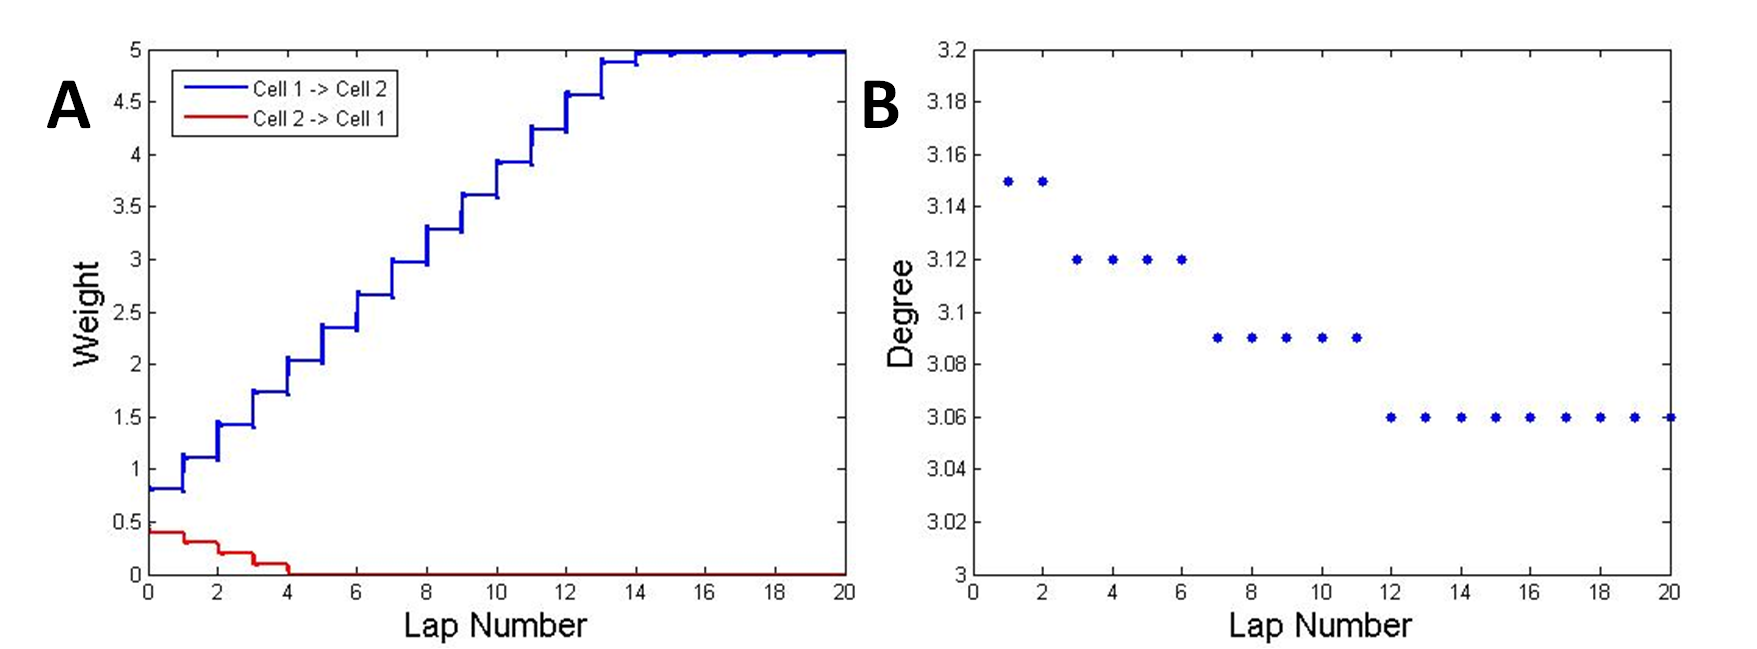 A
Cell 1 -> Cell 2
Cell 2 -> Cell 1
5
4.5
4
3.5
3
2.5
2
1.5
1
0.5
0
Weight
0 2 4 6 8 10 12 14 16 18 20
Lap Number
B
3.2
3.18
3.16
3.14
3.12
3.1
3.08
3.06
3.04
3.02
3
Degree
0 2 4 6 8 10 12 14 16 18 20
Lap Number